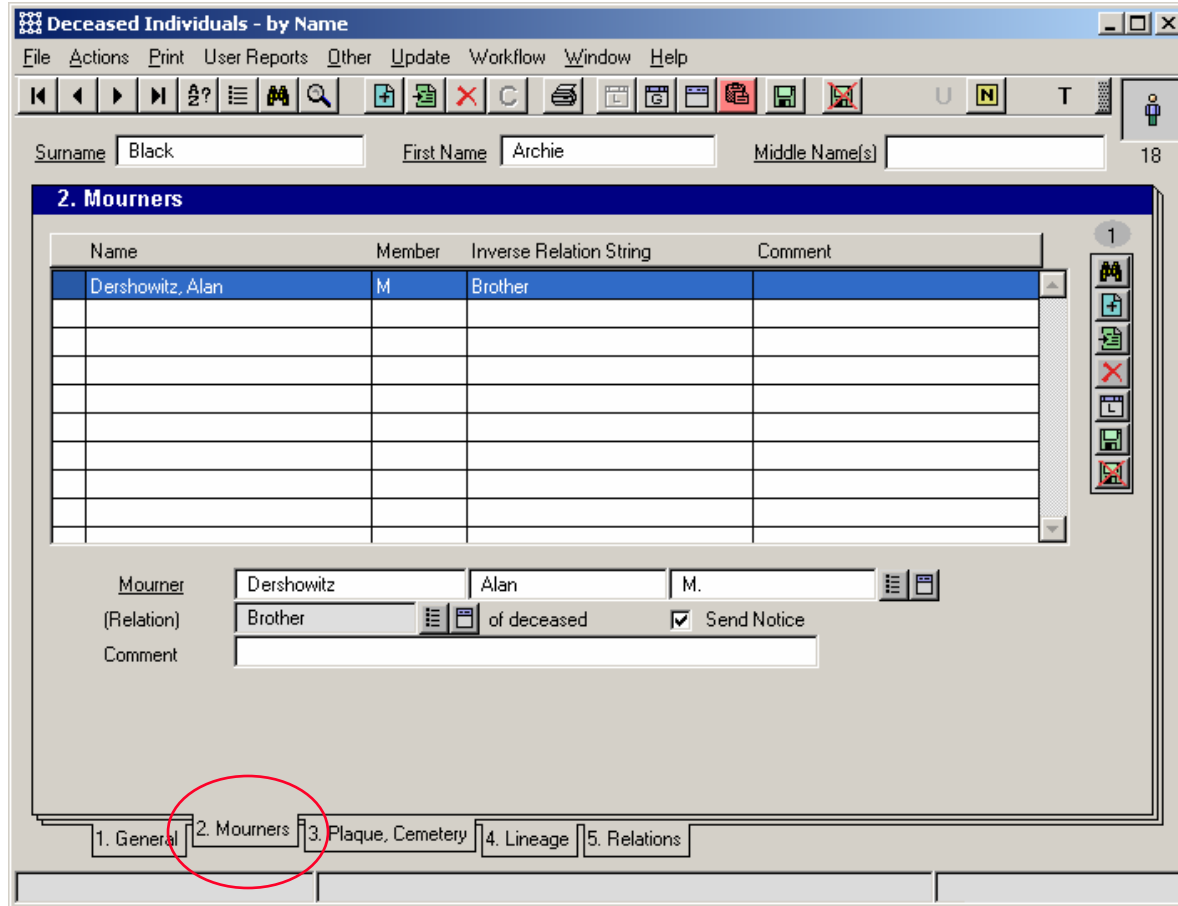 Deceased Individuals - by Name
File Actions Print User Reports Other Update Workflow Window Help
A Z ? C L G U N T
Surname Black First Name Archie Middle Name(s) 18
2. Mourners
1
Name Member Inverse Relation String Comment
Dershowitz, Alan M Brother
L
Mourner Dershowitz Alan M.
(Relation) Brother of deceased Send Notice
Comment
1. General 2. Mourners 3. Plaque, Cemetery 4. Lineage 5. Relations